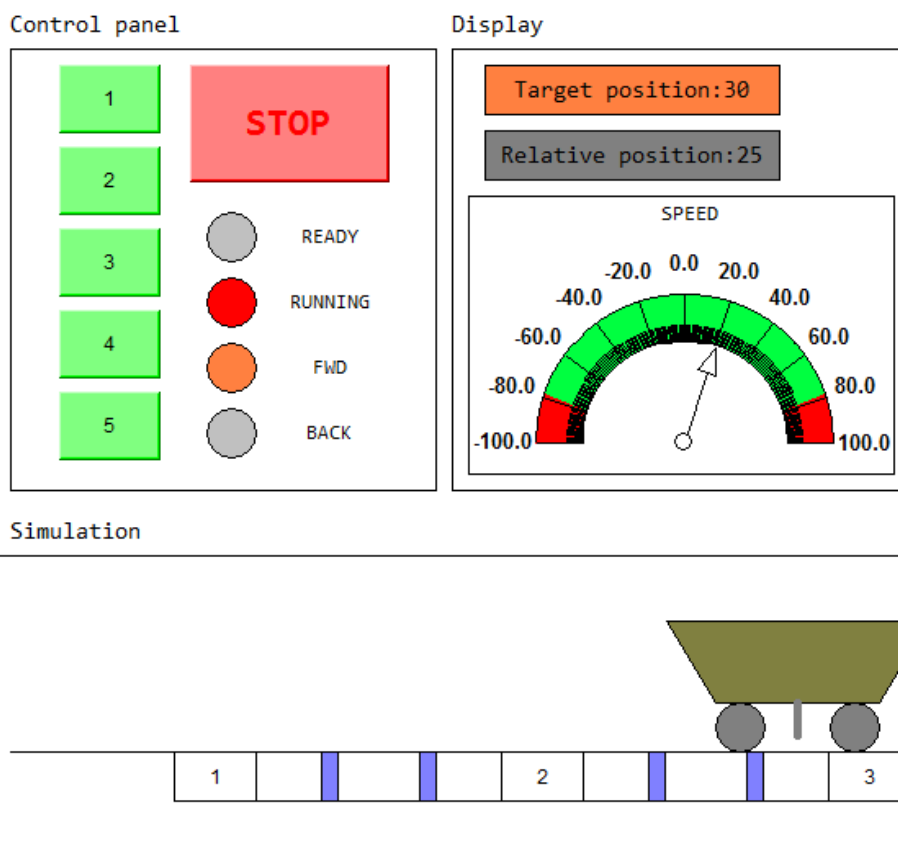 Control panel
1
2
3
4
5
STOP
READY
RUNNING
FWD
BACK
Display
Target position:30
Relative position:25
SPEED
-100.0
-80.0
-60.0
-40.0
-20.0
0.0
20.0
40.0
60.0
80.0
100.0
Simulation
1
2
3